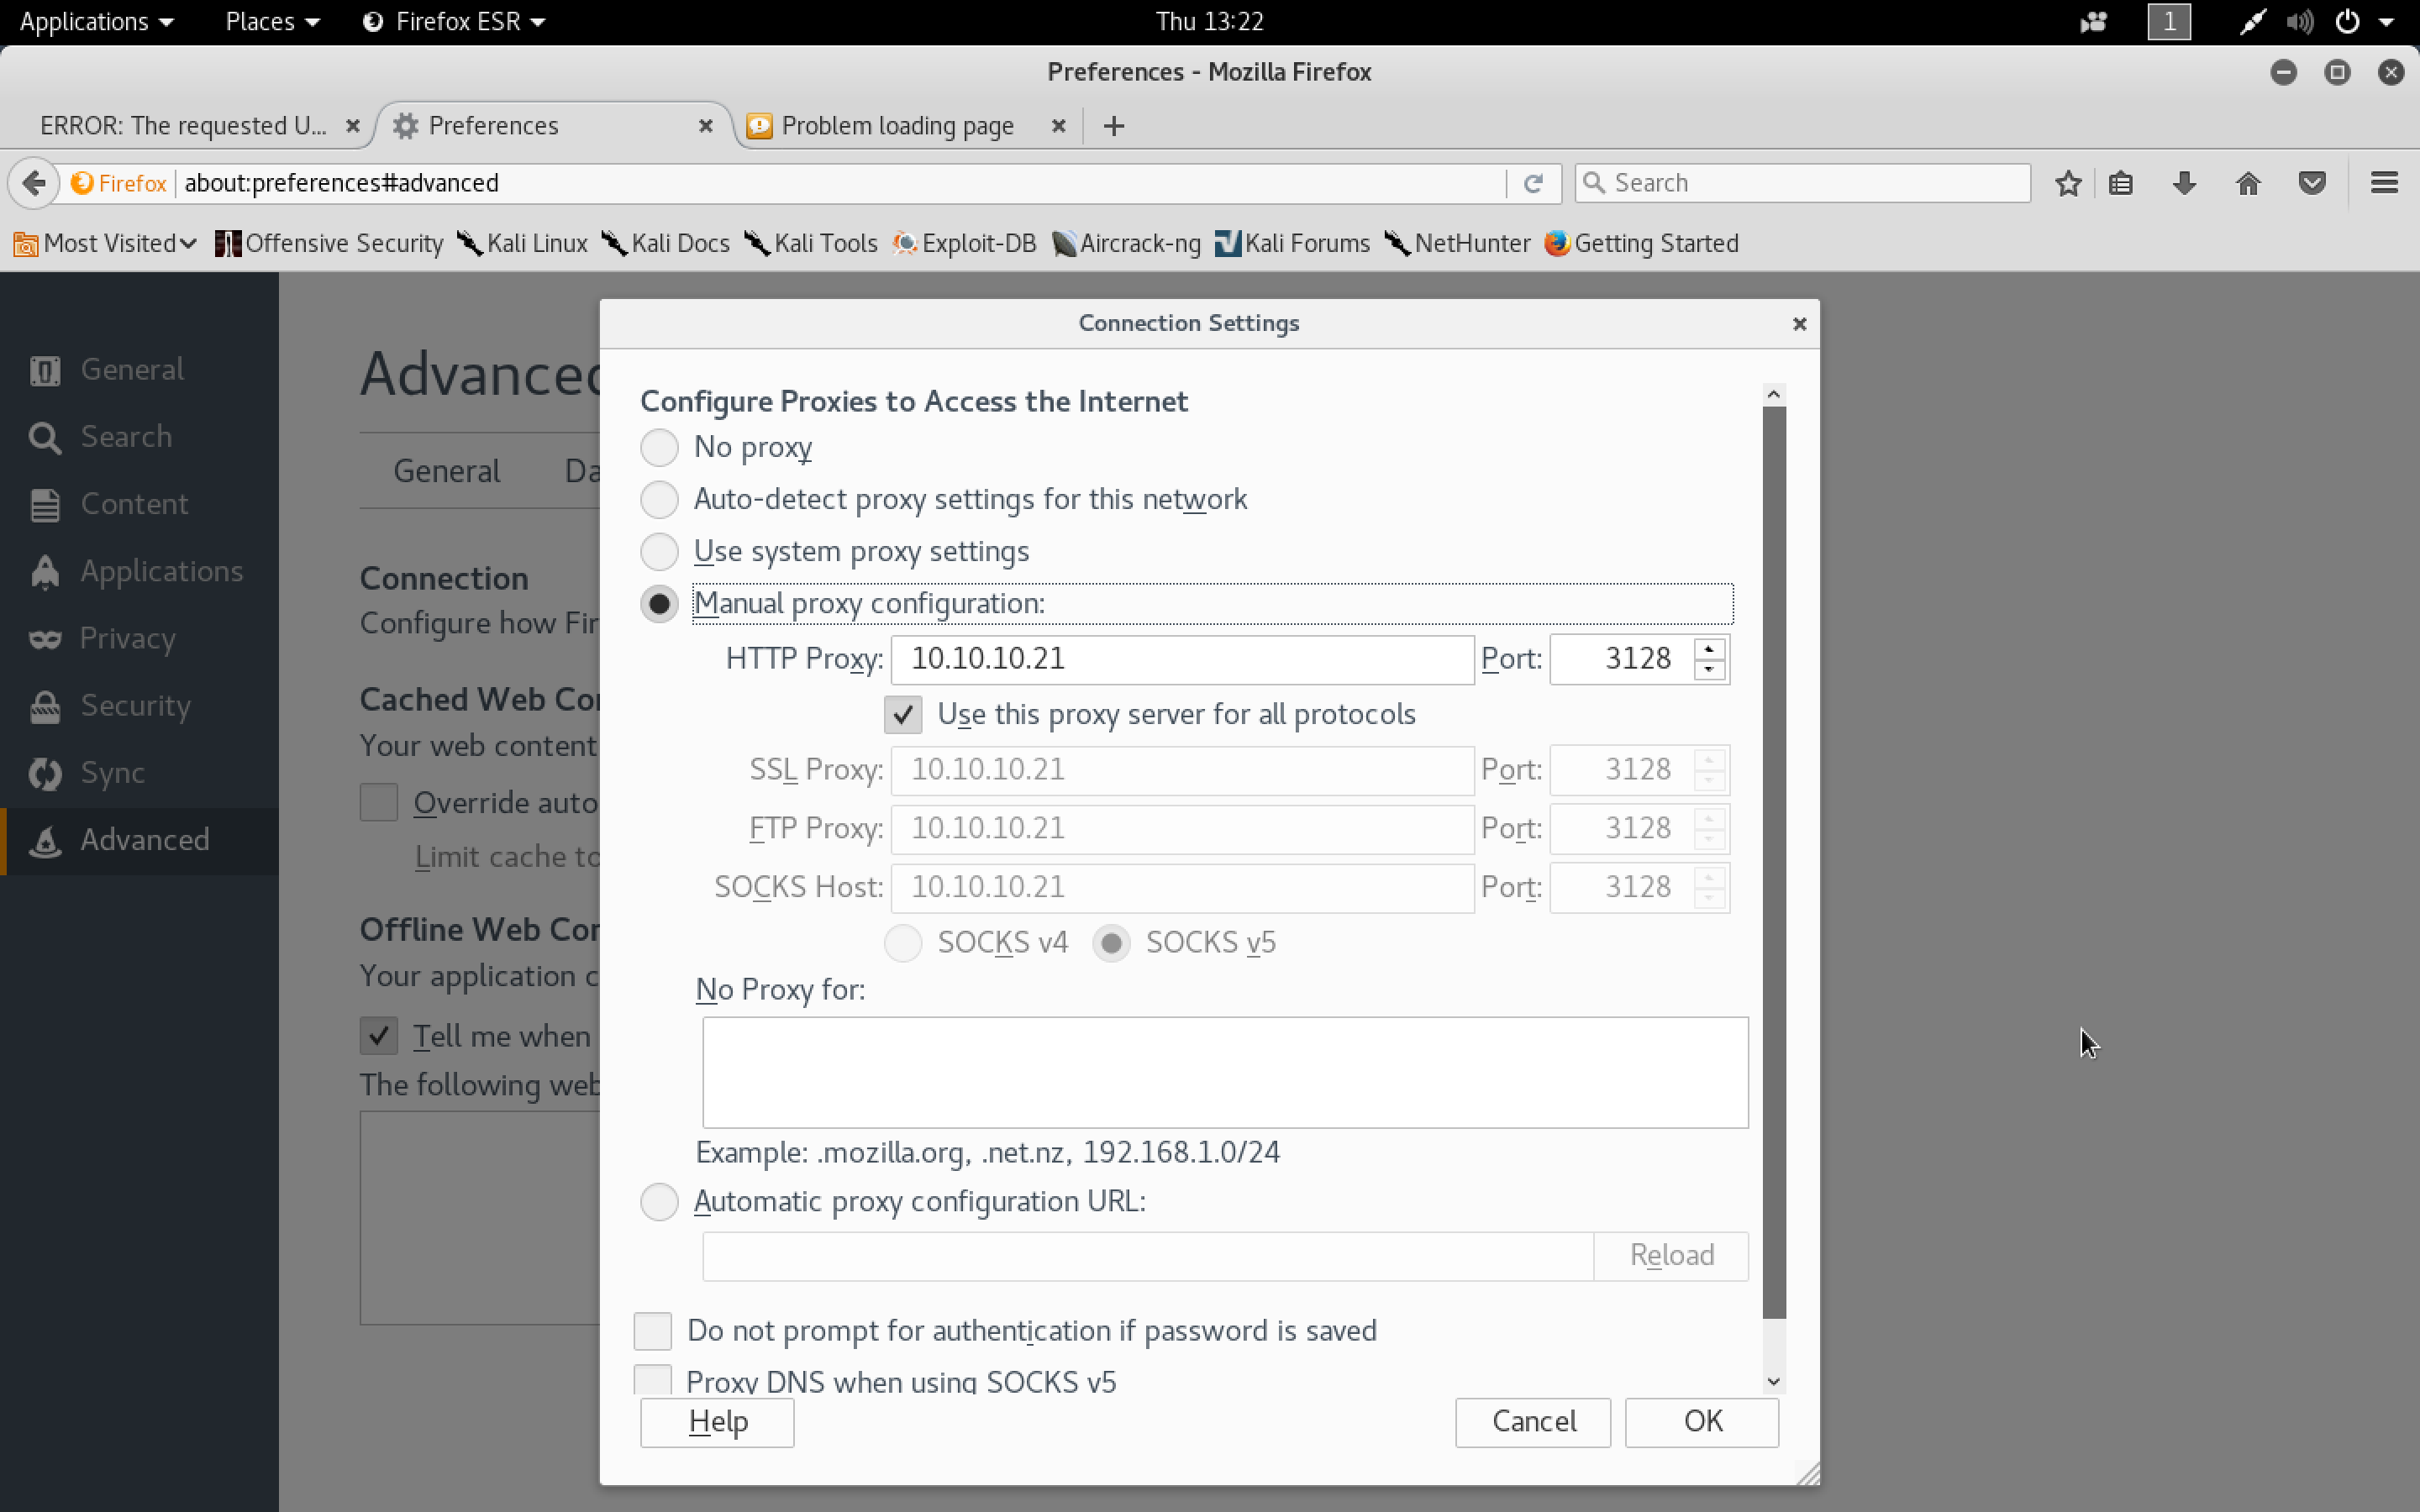 Applications Places Firefox ESR Thu 13:22 1
Preferences - Mozilla Firefox
ERROR: The requested U... Preferences Problem loading page
Firefox about:preferences#advanced Search
Most Visited Offensive Security Kali Linux Kali Docs Kali Tools Exploit-DB Aircrack-ng Kali Forums NetHunter Getting Started
General
Search
Content
Applications
Privacy
Security
Sync
Advanced
Advanced
General Da
Connection
Configure how Fir
Cached Web Co
Your web content
Override auto
Limit cache to
Offline Web Con
Your application c
Tell me when
The following web
Connection Settings
Configure Proxies to Access the Internet
No proxy
Auto-detect proxy settings for this network
Use system proxy settings
Manual proxy configuration:
HTTP Proxy: 10.10.10.21 Port: 3128
Use this proxy server for all protocols
SSL Proxy: 10.10.10.21 Port: 3128
FTP Proxy: 10.10.10.21 Port: 3128
SOCKS Host: 10.10.10.21 Port: 3128
SOCKS v4 SOCKS v5
No Proxy for:
Example: .mozilla.org, .net.nz, 192.168.1.0/24
Automatic proxy configuration URL:
Reload
Do not prompt for authentication if password is saved
Proxy DNS when using SOCKS v5
Help Cancel OK